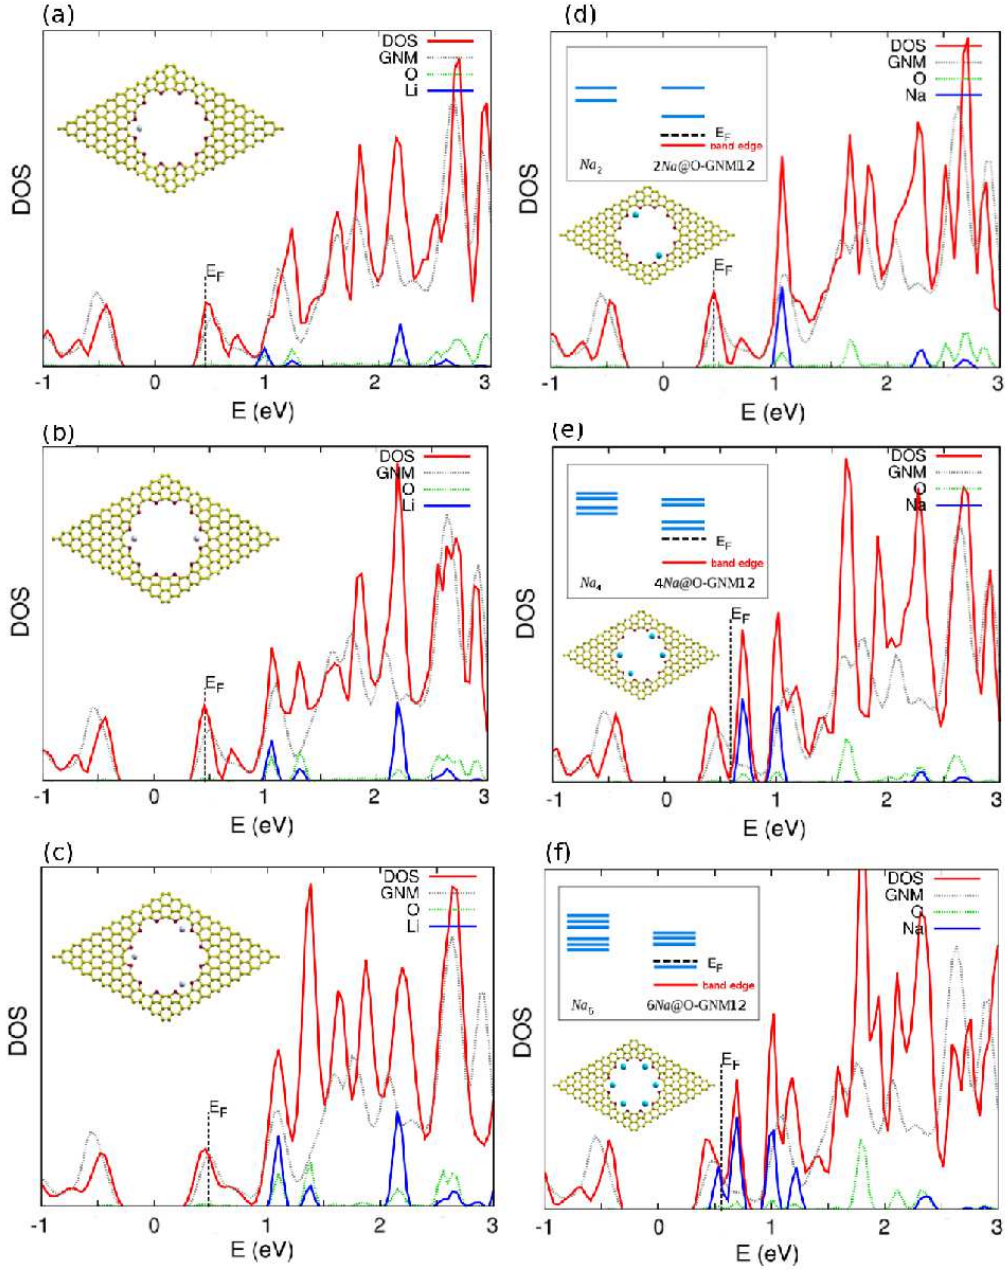 (a)
DOS
GNM
O
Li
DOS
E_F
-1 0 1 2 3
E (eV)
(b)
DOS
GNM
O
Li
DOS
E_F
-1 0 1 2 3
E (eV)
(c)
DOS
GNM
O
Li
DOS
E_F
-1 0 1 2 3
E (eV)
(d)
DOS
GNM
O
Na
DOS
E_F
band edge
Na_2 2Na@O-GNM12
E_F
-1 0 1 2 3
E (eV)
(e)
DOS
GNM
O
Na
DOS
E_F
band edge
Na_4 4Na@O-GNM12
E_F
-1 0 1 2 3
E (eV)
(f)
DOS
GNM
O
Na
DOS
E_F
band edge
Na_6 6Na@O-GNM12
E_F
-1 0 1 2 3
E (eV)